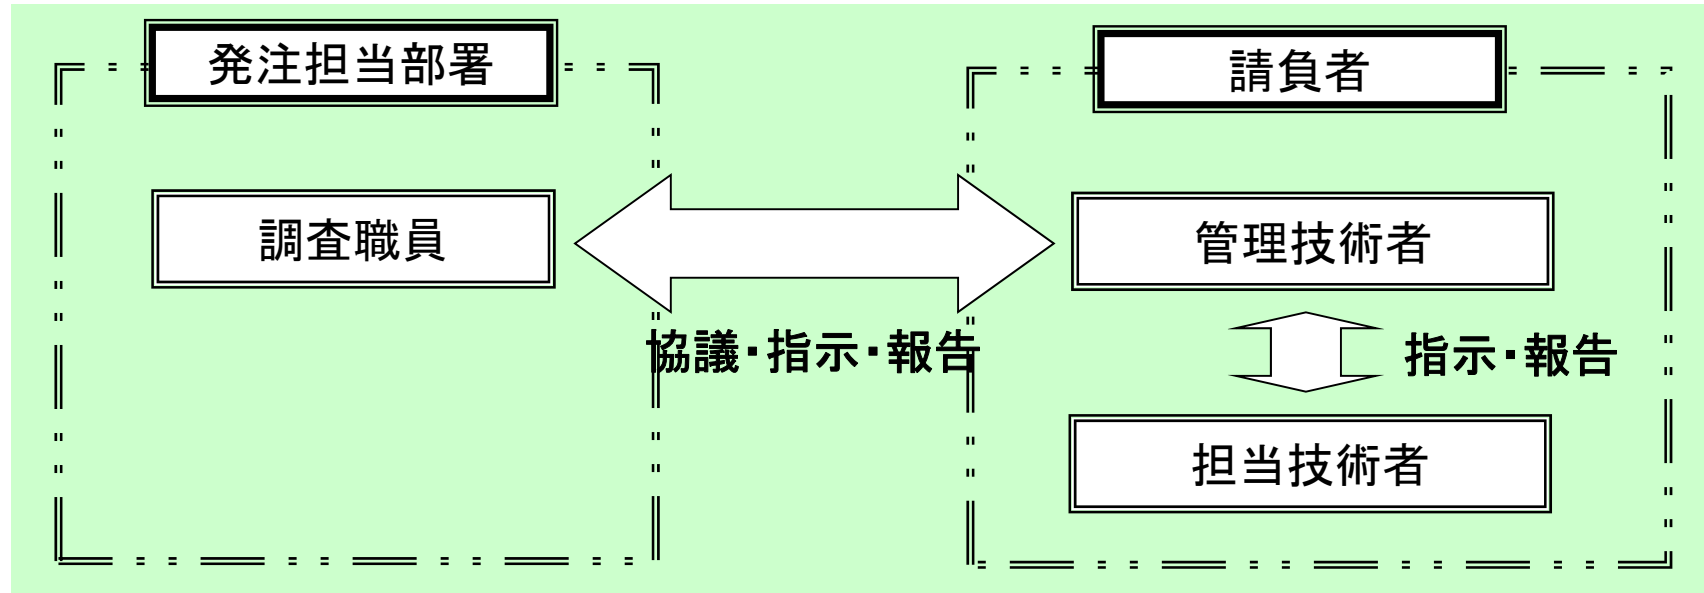 発注担当部署
請負者
調査職員
管理技術者
協議・指示・報告
指示・報告
担当技術者